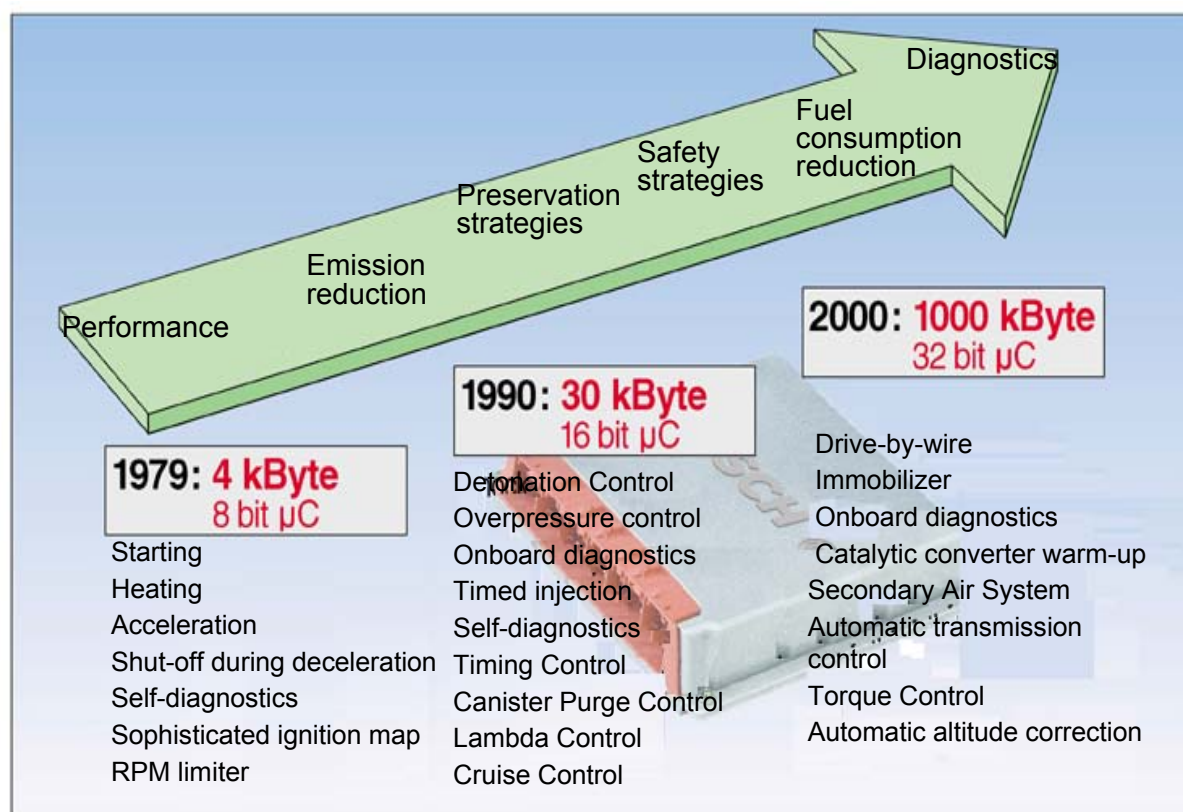 Diagnostics
Fuel
consumption
reduction
Safety
strategies
Preservation
strategies
Emission
reduction
Performance
1979: 4 kByte
8 bit µC
Starting
Heating
Acceleration
Shut-off during deceleration
Self-diagnostics
Sophisticated ignition map
RPM limiter
1990: 30 kByte
16 bit µC
Detonation Control
Overpressure control
Onboard diagnostics
Timed injection
Self-diagnostics
Timing Control
Canister Purge Control
Lambda Control
Cruise Control
2000: 1000 kByte
32 bit µC
Drive-by-wire
Immobilizer
Onboard diagnostics
Catalytic converter warm-up
Secondary Air System
Automatic transmission
control
Torque Control
Automatic altitude correction
SCH